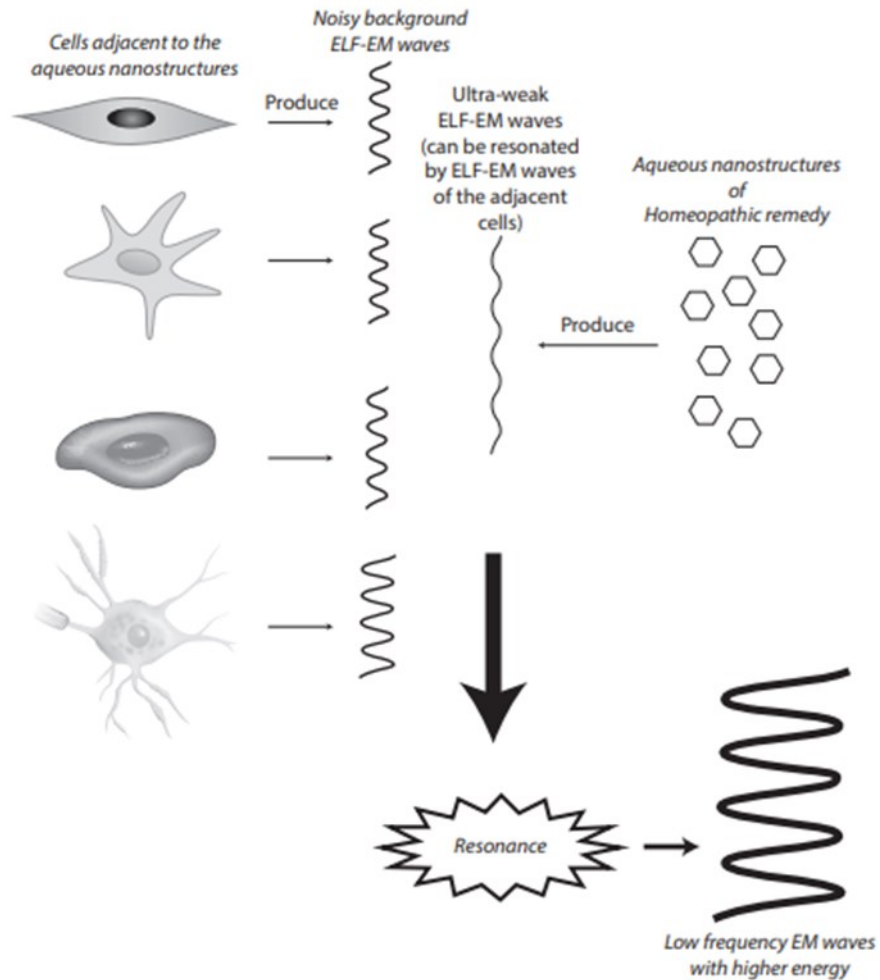 Cells adjacent to the
aqueous nanostructures
Noisy background
ELF-EM waves
Produce
Ultra-weak
ELF-EM waves
(can be resonated
by ELF-EM waves
of the adjacent
cells)
Aqueous nanostructures
of
Homeopathic remedy
Produce
Resonance
Low frequency EM waves
with higher energy